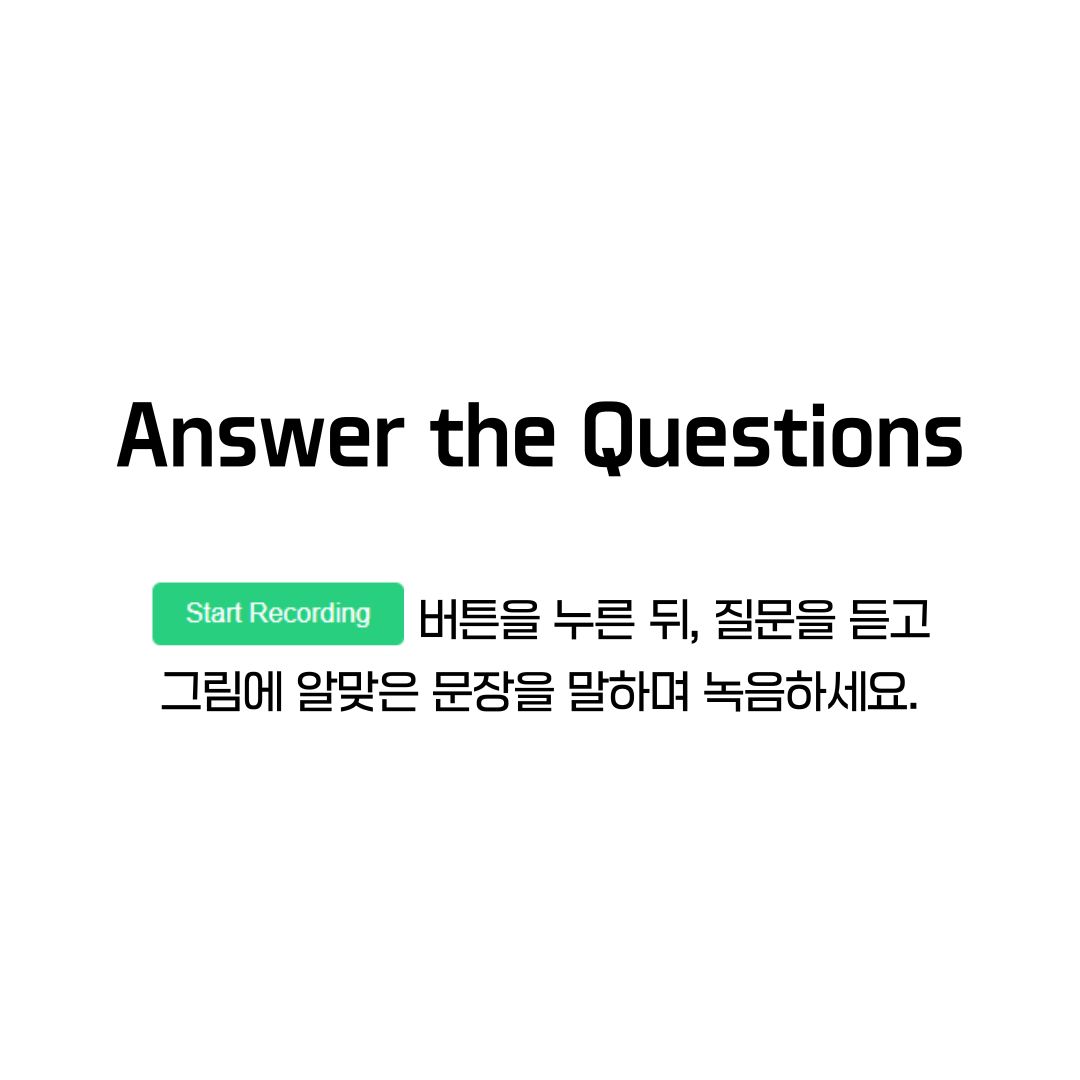 Answer the Questions
Start Recording 버튼을 누른 뒤, 질문을 듣고
그림에 알맞은 문장을 말하며 녹음하세요.